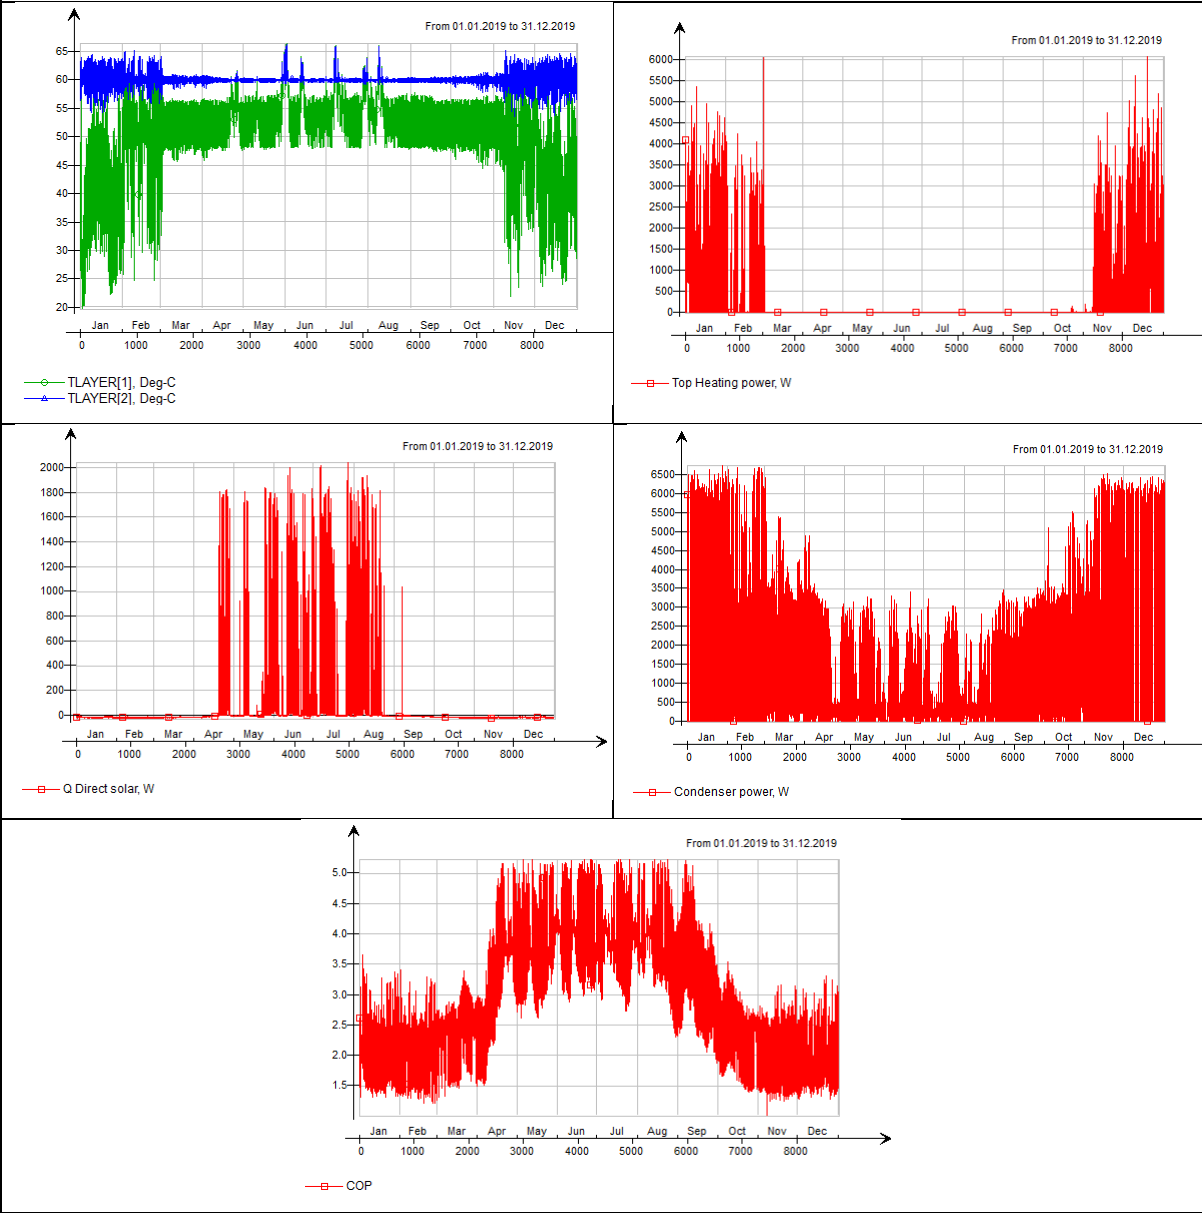 From 01.01.2019 to 31.12.2019
65
60
55
50
45
40
35
30
25
20
Jan Feb Mar Apr May Jun Jul Aug Sep Oct Nov Dec
0 1000 2000 3000 4000 5000 6000 7000 8000
TLAYER[1], Deg-C
TLAYER[2], Deg-C
From 01.01.2019 to 31.12.2019
6000
5500
5000
4500
4000
3500
3000
2500
2000
1500
1000
500
0
Jan Feb Mar Apr May Jun Jul Aug Sep Oct Nov Dec
0 1000 2000 3000 4000 5000 6000 7000 8000
Top Heating power, W
From 01.01.2019 to 31.12.2019
2000
1800
1600
1400
1200
1000
800
600
400
200
0
Jan Feb Mar Apr May Jun Jul Aug Sep Oct Nov Dec
0 1000 2000 3000 4000 5000 6000 7000 8000
Q Direct solar, W
From 01.01.2019 to 31.12.2019
6500
6000
5500
5000
4500
4000
3500
3000
2500
2000
1500
1000
500
0
Jan Feb Mar Apr May Jun Jul Aug Sep Oct Nov Dec
0 1000 2000 3000 4000 5000 6000 7000 8000
Condenser power, W
From 01.01.2019 to 31.12.2019
5.0
4.5
4.0
3.5
3.0
2.5
2.0
1.5
Jan Feb Mar Apr May Jun Jul Aug Sep Oct Nov Dec
0 1000 2000 3000 4000 5000 6000 7000 8000
COP